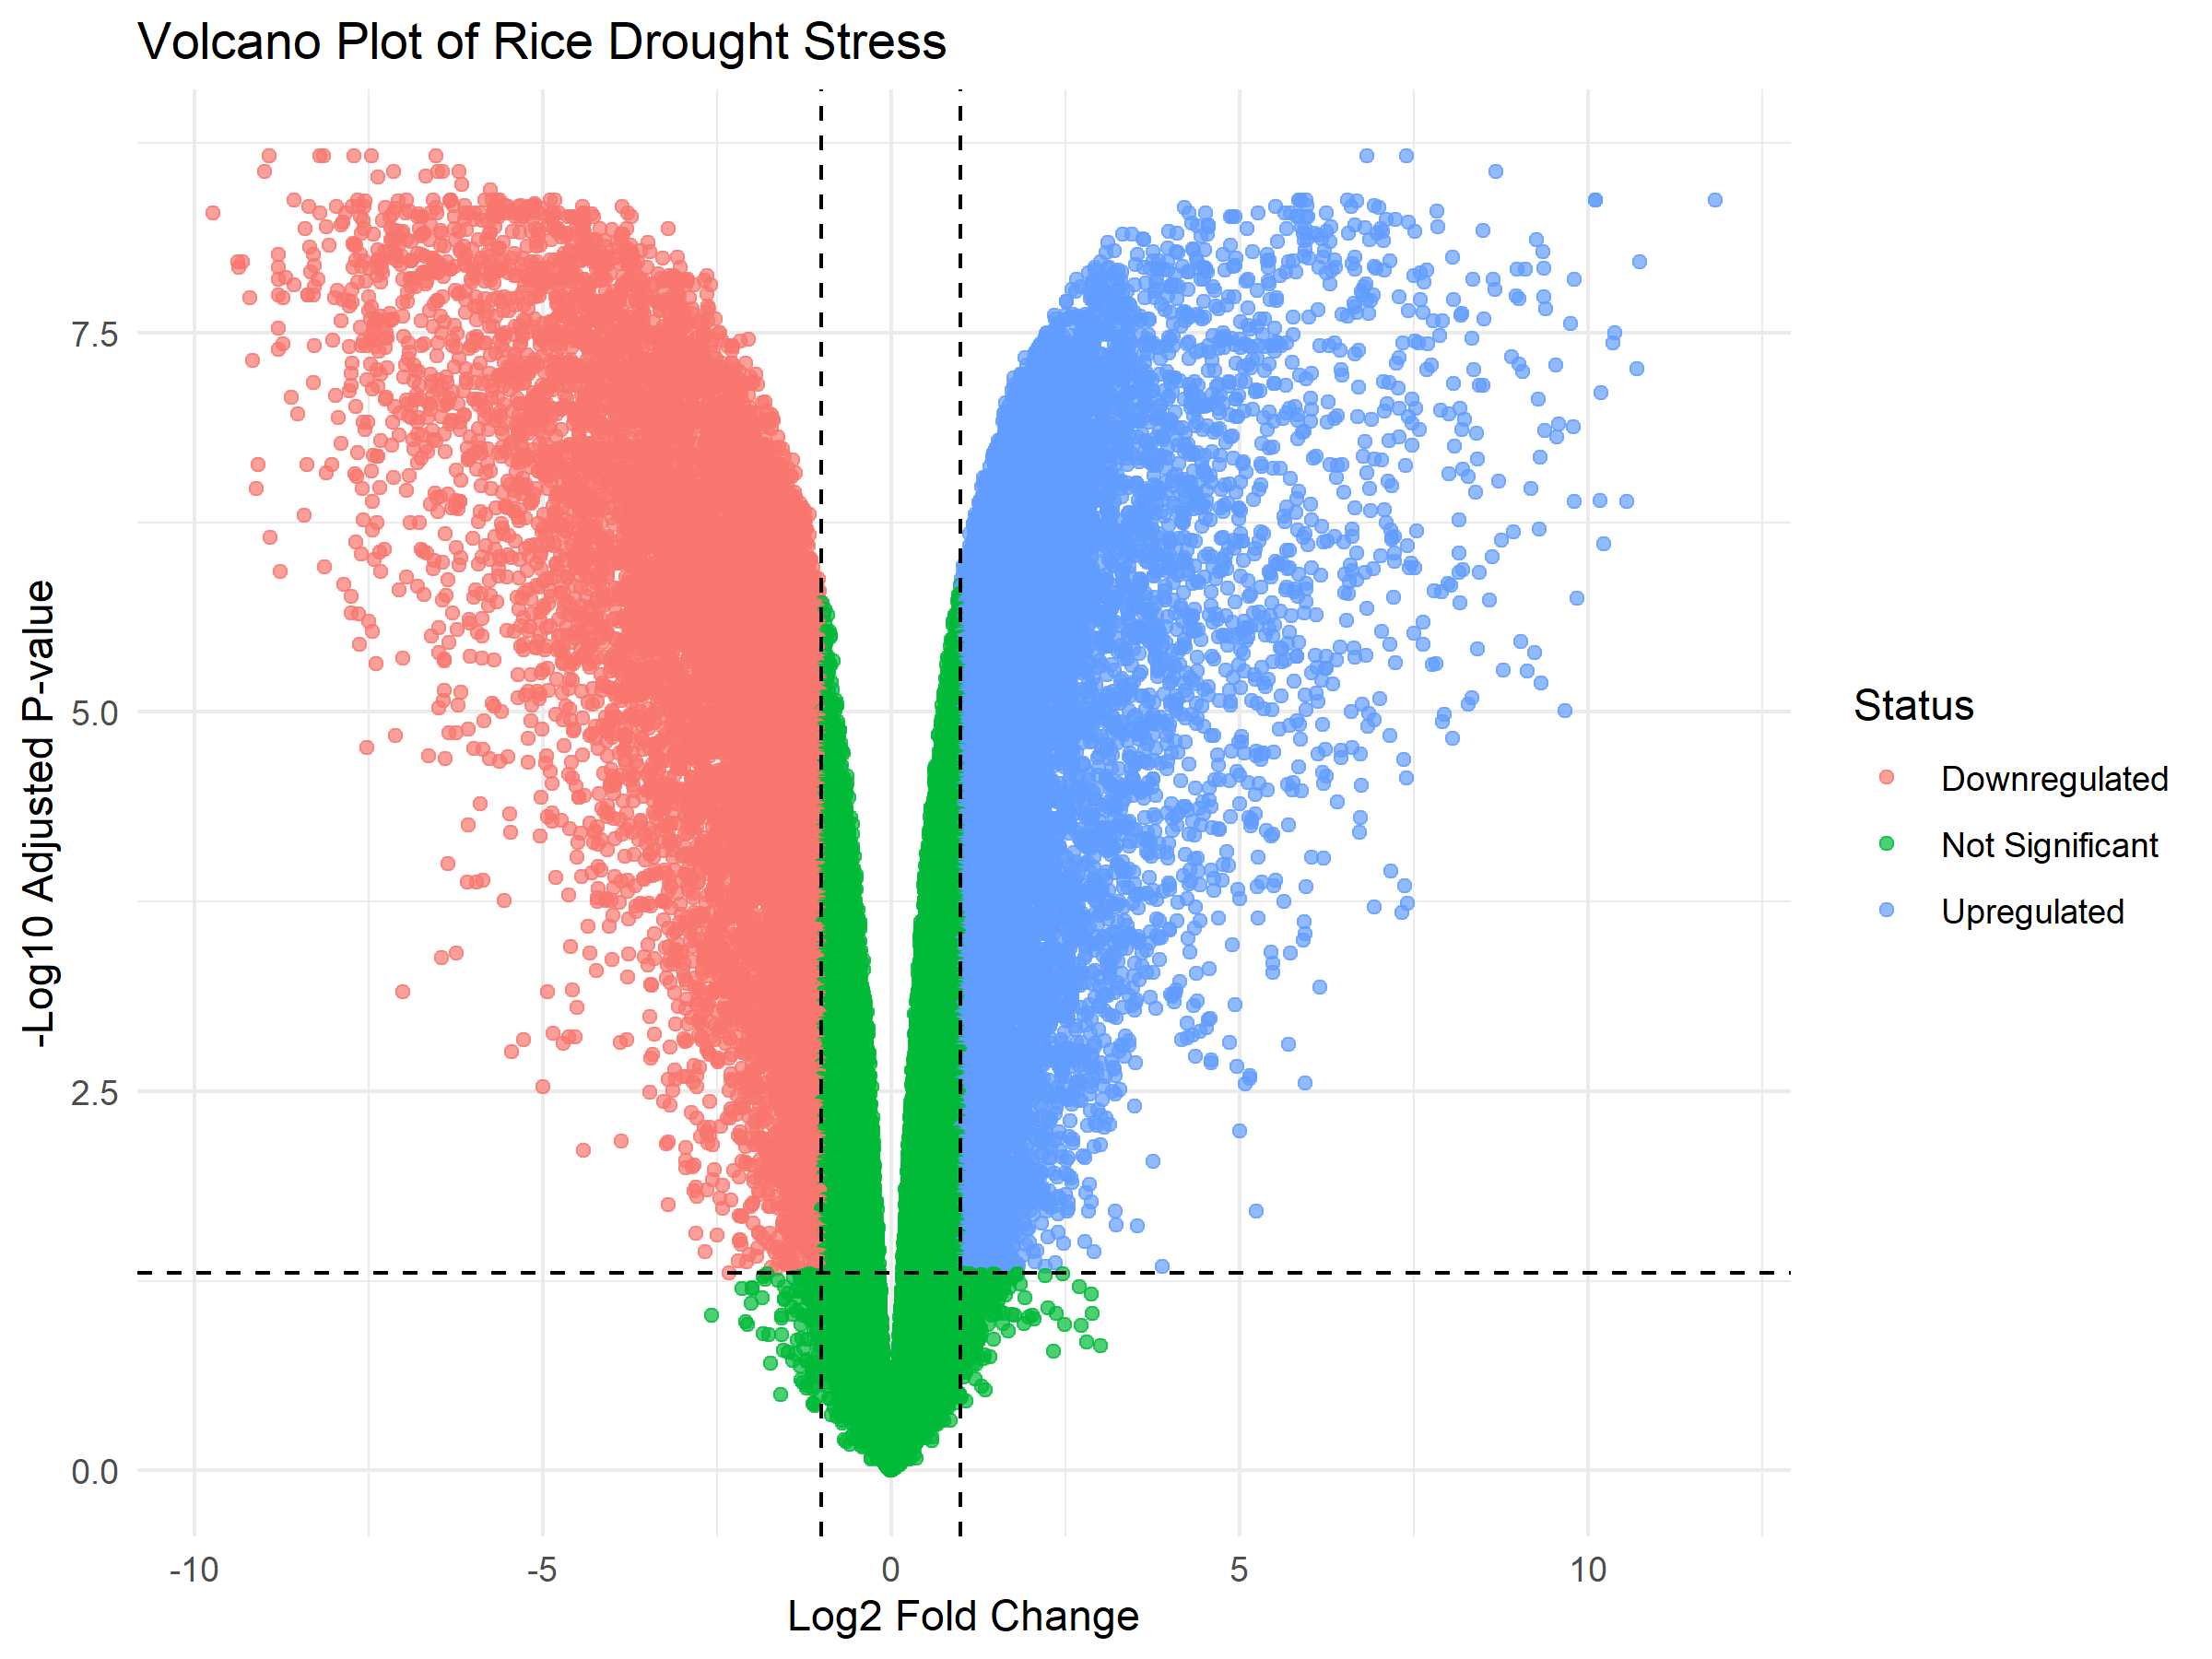 Volcano Plot of Rice Drought Stress
-Log10 Adjusted P-value
7.5
5.0
2.5
0.0
-10
-5
0
5
10
Log2 Fold Change
Status
Downregulated
Not Significant
Upregulated